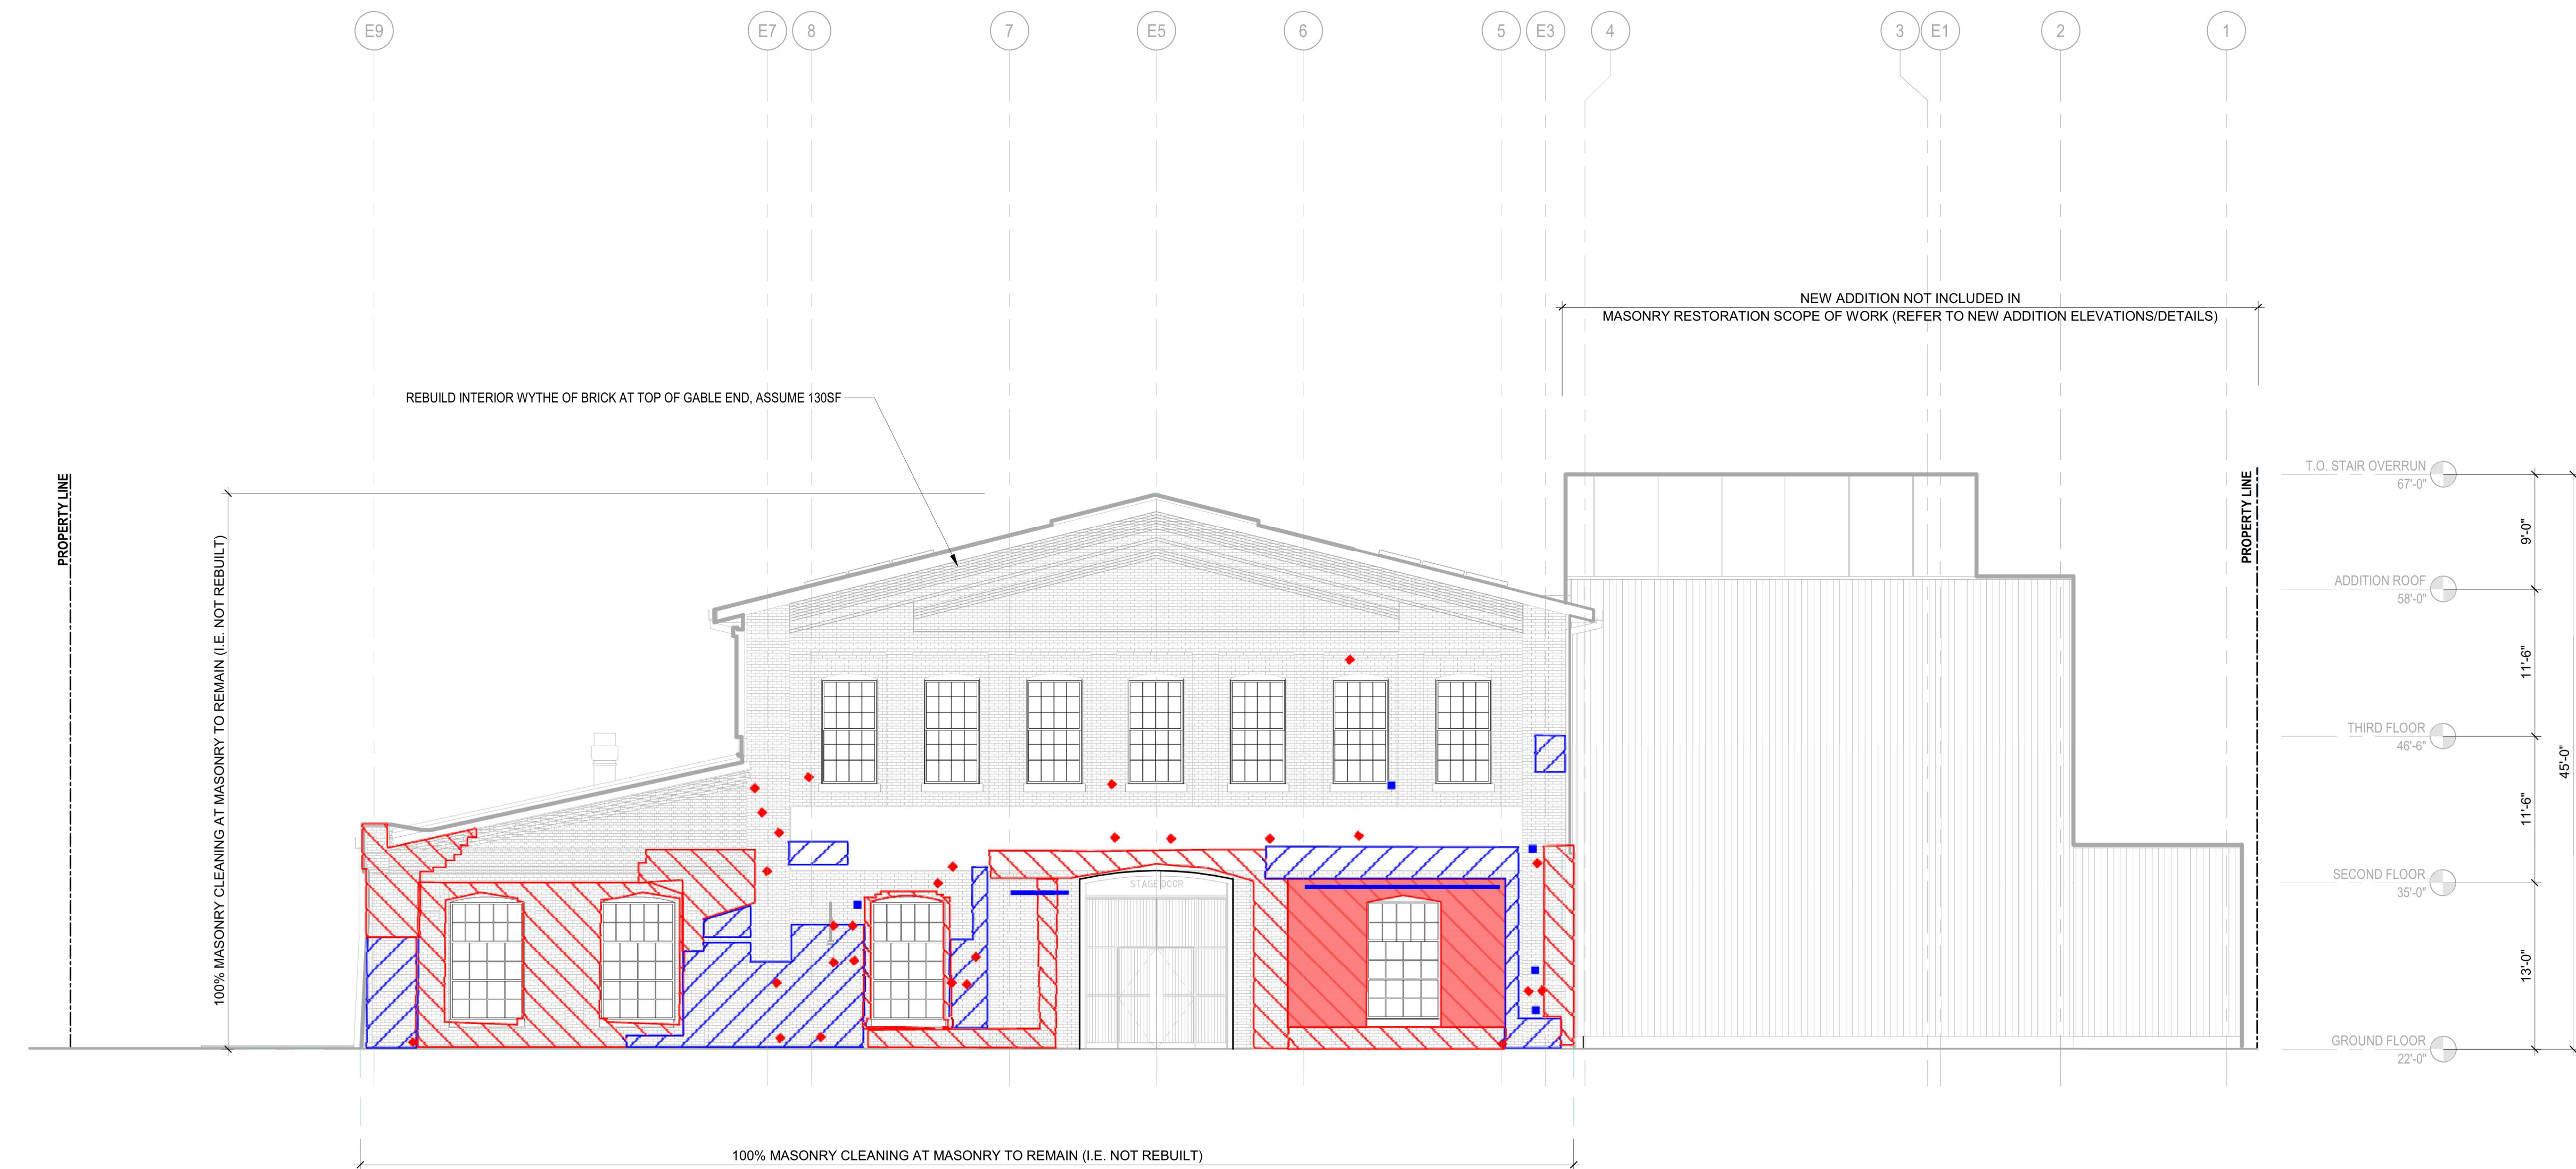 E9
E7
8
7
E5
6
5
E3
4
3
E1
2
1
NEW ADDITION NOT INCLUDED IN
MASONRY RESTORATION SCOPE OF WORK (REFER TO NEW ADDITION ELEVATIONS/DETAILS)
REBUILD INTERIOR WYTHE OF BRICK AT TOP OF GABLE END, ASSUME 130SF
PROPERTY LINE
100% MASONRY CLEANING AT MASONRY TO REMAIN (I.E. NOT REBUILT)
STAGE DOOR
PROPERTY LINE
T.O. STAIR OVERRUN
67'-0"
9'-0"
ADDITION ROOF
58'-0"
11'-6"
THIRD FLOOR
46'-6"
45'-0"
11'-6"
SECOND FLOOR
35'-0"
13'-0"
GROUND FLOOR
22'-0"
100% MASONRY CLEANING AT MASONRY TO REMAIN (I.E. NOT REBUILT)